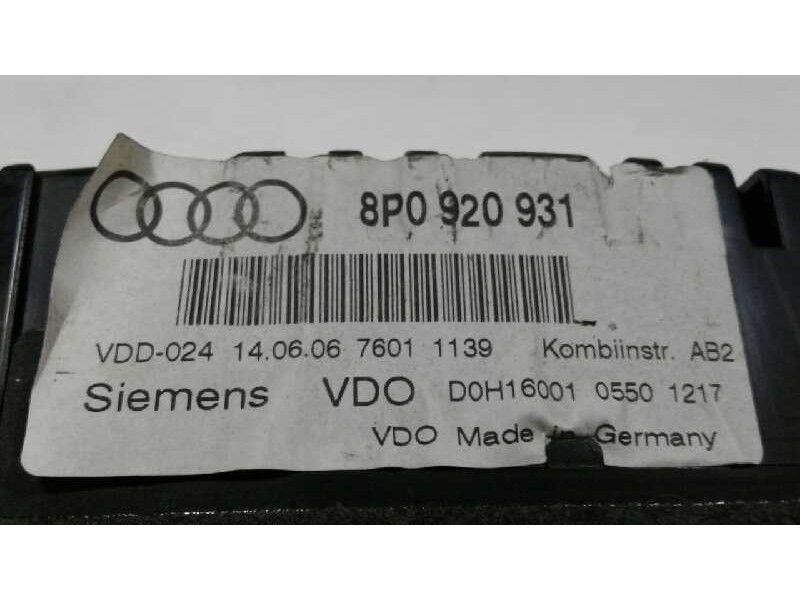 8P0 920 931
VDD-024 14.06.06 7601 1139 Kombiinstr. AB2
Siemens VDO D0H16001 0550 1217
VDO Made in Germany